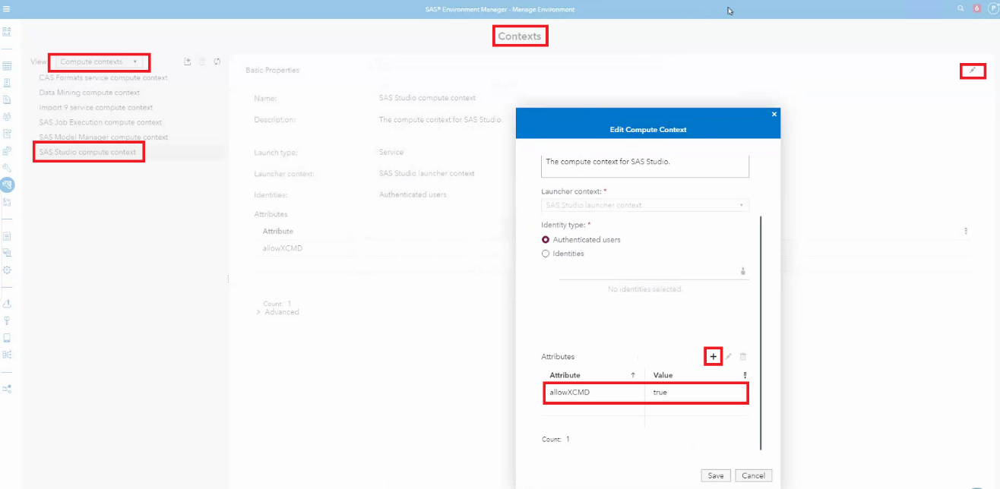 SAS® Environment Manager - Manage Environment
6
P
Contexts
View: Compute contexts
CAS Formats service compute context
Data Mining compute context
Import 9 service compute context
SAS Job Execution compute context
SAS Model Manager compute context
SAS Studio compute context
Basic Properties
Name: SAS Studio compute context
Description: The compute context for SAS Studio.
Launch type: Service
Launcher context: SAS Studio launcher context
Identities: Authenticated users
Attributes
Attribute
allowXCMD
Count: 1
Advanced
Edit Compute Context
The compute context for SAS Studio.
Launcher context: *
SAS Studio launcher context
Identity type: *
Authenticated users
Identities
No identities selected.
Attributes
Attribute Value
allowXCMD true
Count: 1
Save Cancel